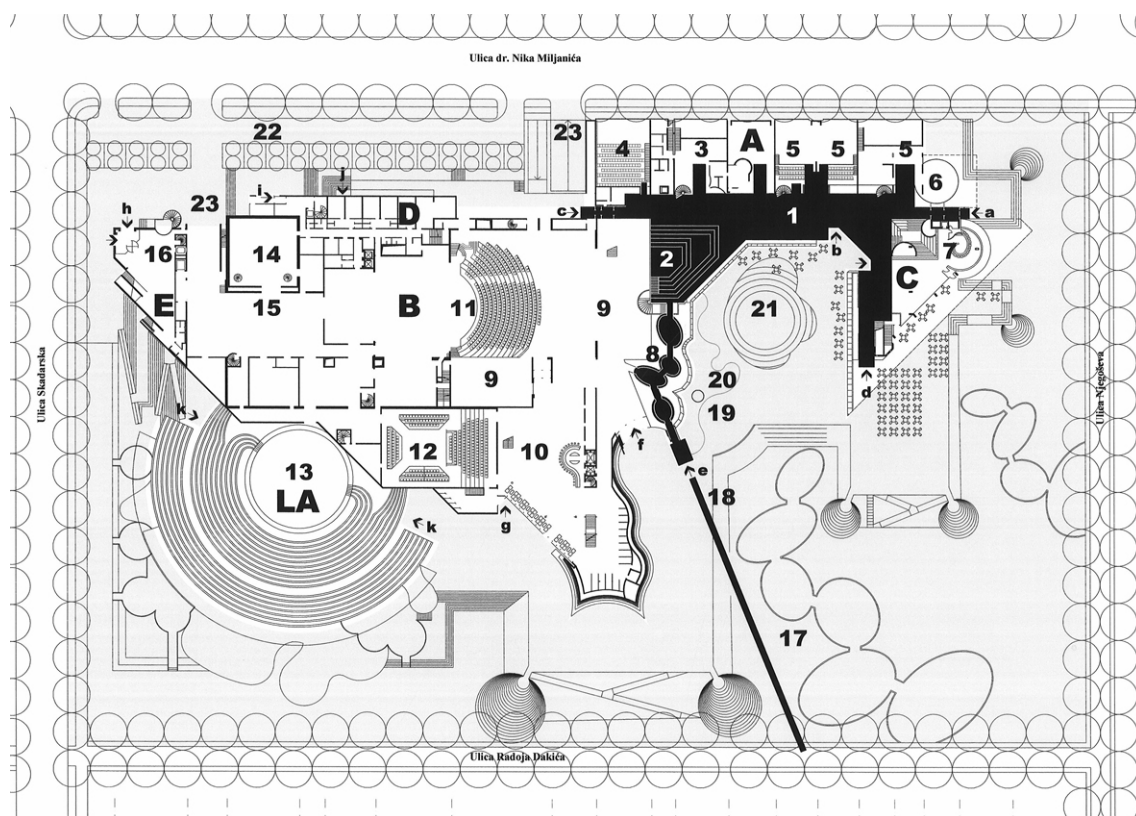 Ulica dr. Nika Miljanića
22
23
4
3
A
5
5
5
6
i
j
D
c
1
a
h
23
r
16
14
2
b
7
C
E
15
B
11
9
21
8
9
20
d
19
k
12
10
f
13
LA
e
18
k
g
17
Ulica Skadarska
Ulica Njegoševa
Ulica Radoja Dakića